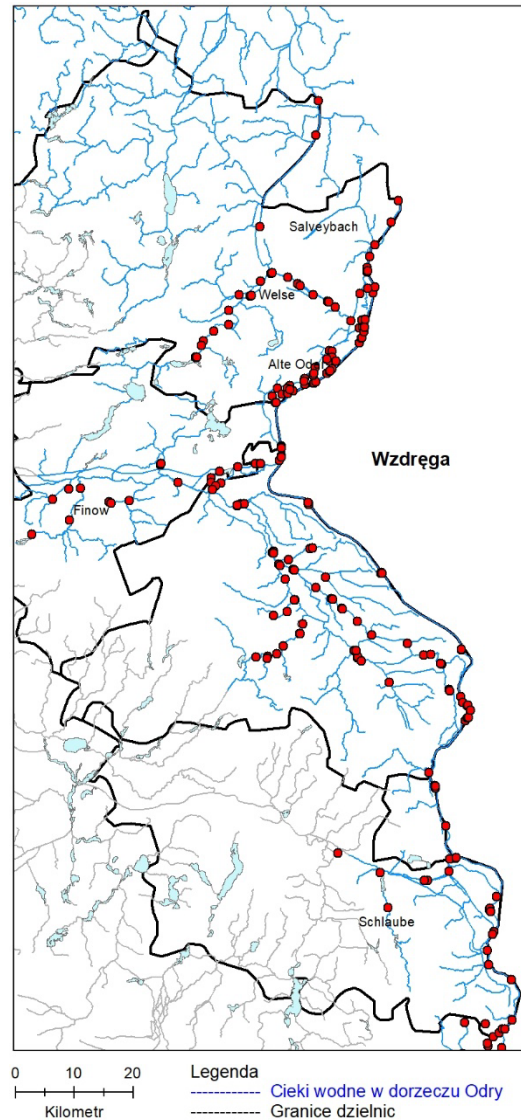 Salveybach
Welse
Alte Od
Wzdręga
Finow
Schlaube
0 10 20
Kilometr
Legenda
Cieki wodne w dorzeczu Odry
Granice dzielnic